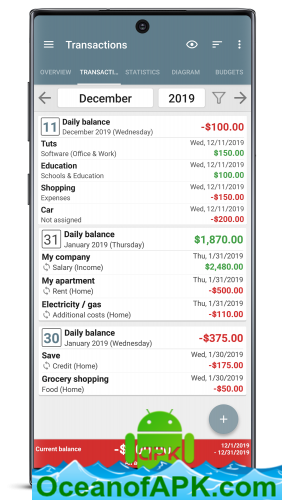 Transactions
OVERVIEW TRANSACTI... STATISTICS DIAGRAM BUDGETS
December 2019
11 Daily balance -$100.00
December 2019 (Wednesday)
Tuts Wed, 12/11/2019
Software (Office & Work) $150.00
Education Wed, 12/11/2019
Schools & Education $100.00
Shopping Wed, 12/11/2019
Expenses -$150.00
Car Wed, 12/11/2019
Not assigned -$200.00
31 Daily balance $1,870.00
January 2019 (Thursday)
My company Thu, 1/31/2019
Salary (Income) $2,480.00
My apartment Thu, 1/31/2019
Rent (Home) -$500.00
Electricity / gas Thu, 1/31/2019
Additional costs (Home) -$110.00
30 Daily balance -$375.00
January 2019 (Wednesday)
Save Wed, 1/30/2019
Credit (Home) -$175.00
Grocery shopping Wed, 1/30/2019
Food (Home) -$50.00
Current balance 12/1/2019
- 12/31/2019
OceanofAPK.com